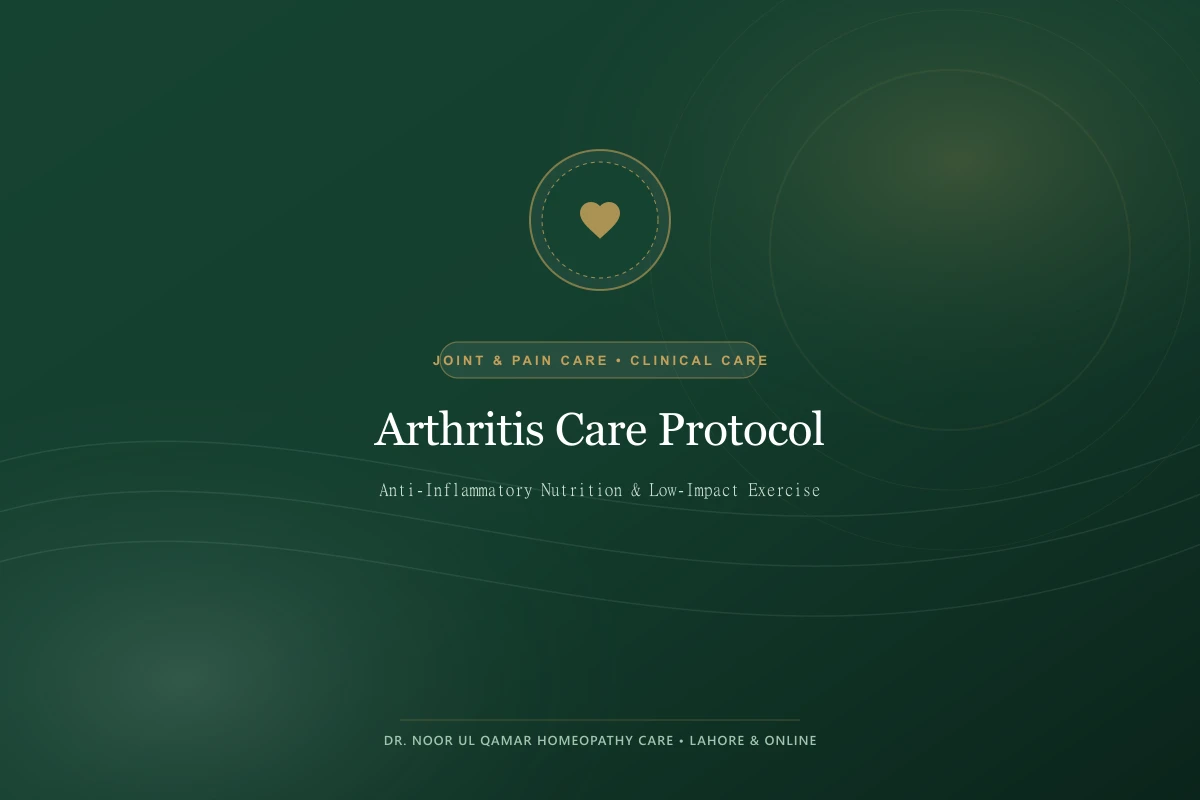 JOINT & PAIN CARE • CLINICAL CARE
Arthritis Care Protocol
Anti-Inflammatory Nutrition & Low-Impact Exercise
DR. NOOR UL QAMAR HOMEOPATHY CARE • LAHORE & ONLINE